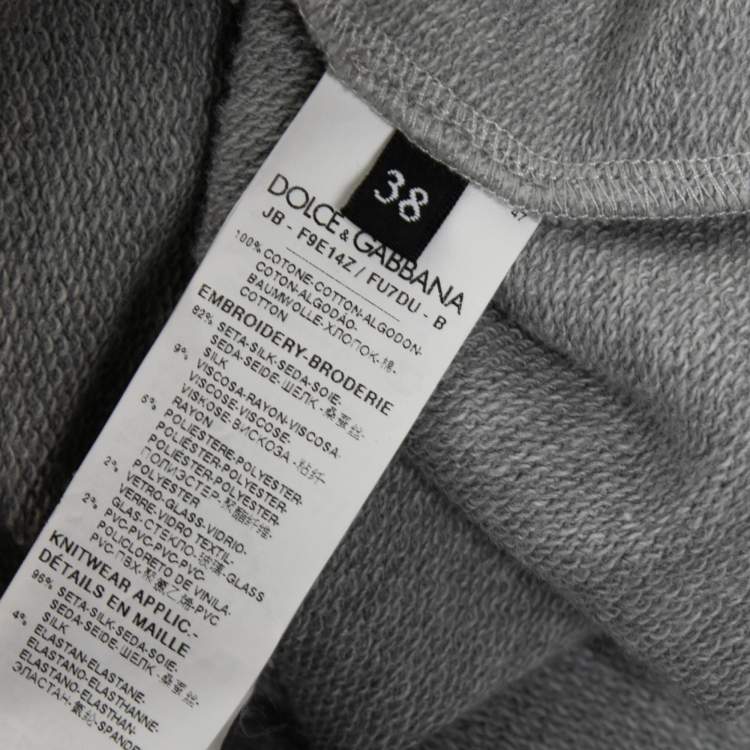 38
47
DOLCE & GABBANA
JB - F9E14Z / FU7DU - B
100% COTONE-COTTON-ALGODON-
COTON-ALGODÃO-
BAUMWOLLE-ХЛОПОК-棉-
COTTON
EMBROIDERY-BRODERIE
82% SETA-SILK-SEDA-SOIE-
SEDA-SEIDE-ШЕЛК-桑蚕丝
SILK
9% VISCOSA-RAYON-VISCOSA-
VISCOSE-VISCOSE-
VISKOSE-ВИСКОЗА-粘纤
RAYON
5% POLIESTERE-POLYESTER-
POLIÉSTER-POLYESTER-
POLYESTER-POLYESTER-
ПОЛИЭСТЕР-聚酯纤维-
POLYESTER
2% VETRO-GLASS-VIDRIO-
VERRE-VIDRO TEXTIL-
GLAS-СТЕКЛО-玻璃-GLASS
2% PVC-PVC-PVC-PVC-
POLICLORETO DE VINILA-
PVC-ПВХ-聚氯乙烯-PVC
KNITWEAR APPLIC.-
DÉTAILS EN MAILLE
96% SETA-SILK-SEDA-SOIE-
SEDA-SEIDE-ШЕЛК-桑蚕丝
SILK
4% ELASTAN-ELASTANE-
ELASTANO-ELASTHANNE-
ELASTANO-ELASTHAN-
ЭЛАСТАН-氨纶-SPANDE